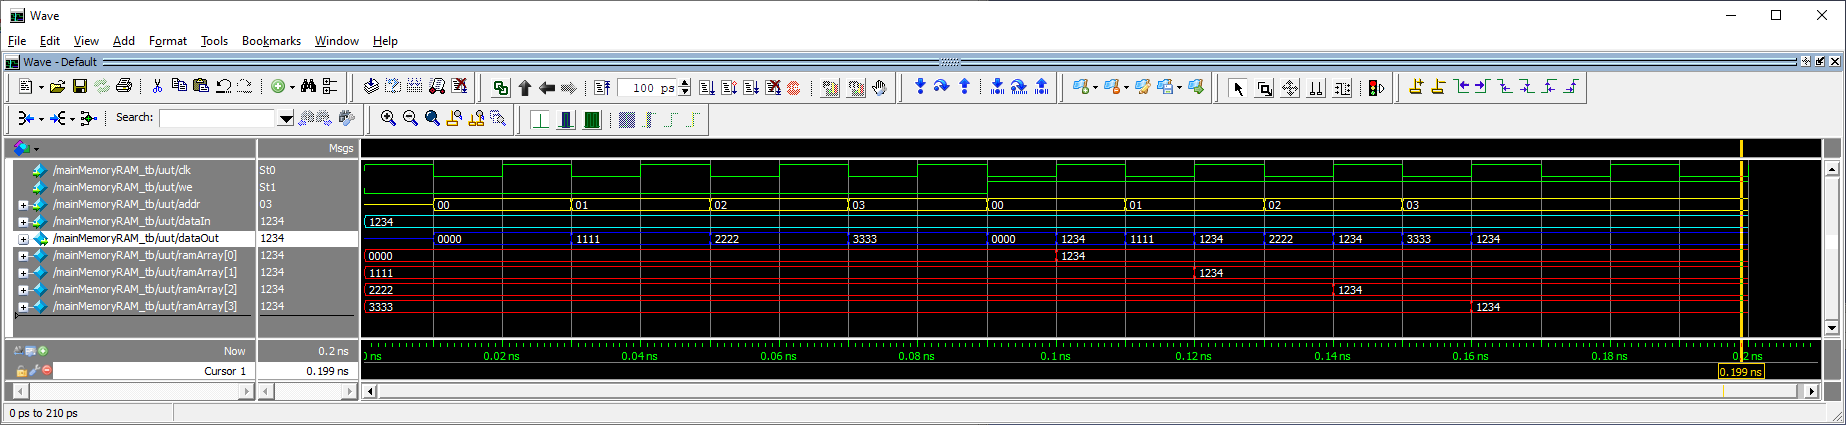 Wave
File Edit View Add Format Tools Bookmarks Window Help
Wave - Default
100 ps
Search:
Msgs
/mainMemoryRAM_tb/uut/clk St0
/mainMemoryRAM_tb/uut/we St1
/mainMemoryRAM_tb/uut/addr 03 00 01 02 03 00 01 02 03
/mainMemoryRAM_tb/uut/dataIn 1234 1234
/mainMemoryRAM_tb/uut/dataOut 1234 0000 1111 2222 3333 0000 1234 1111 1234 2222 1234 3333 1234
/mainMemoryRAM_tb/uut/ramArray[0] 1234 0000 1234
/mainMemoryRAM_tb/uut/ramArray[1] 1234 1111 1234
/mainMemoryRAM_tb/uut/ramArray[2] 1234 2222 1234
/mainMemoryRAM_tb/uut/ramArray[3] 1234 3333 1234
Now 0.2 ns ns 0.02 ns 0.04 ns 0.06 ns 0.08 ns 0.1 ns 0.12 ns 0.14 ns 0.16 ns 0.18 ns 0.2 ns
Cursor 1 0.199 ns 0.199 ns
0 ps to 210 ps